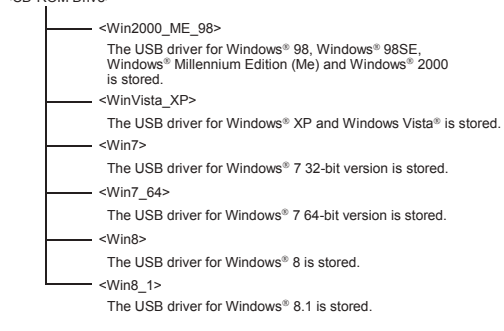 <Win2000_ME_98>
The USB driver for Windows® 98, Windows® 98SE,
Windows® Millennium Edition (Me) and Windows® 2000
is stored.
<WinVista_XP>
The USB driver for Windows® XP and Windows Vista® is stored.
<Win7>
The USB driver for Windows® 7 32-bit version is stored.
<Win7_64>
The USB driver for Windows® 7 64-bit version is stored.
<Win8>
The USB driver for Windows® 8 is stored.
<Win8_1>
The USB driver for Windows® 8.1 is stored.